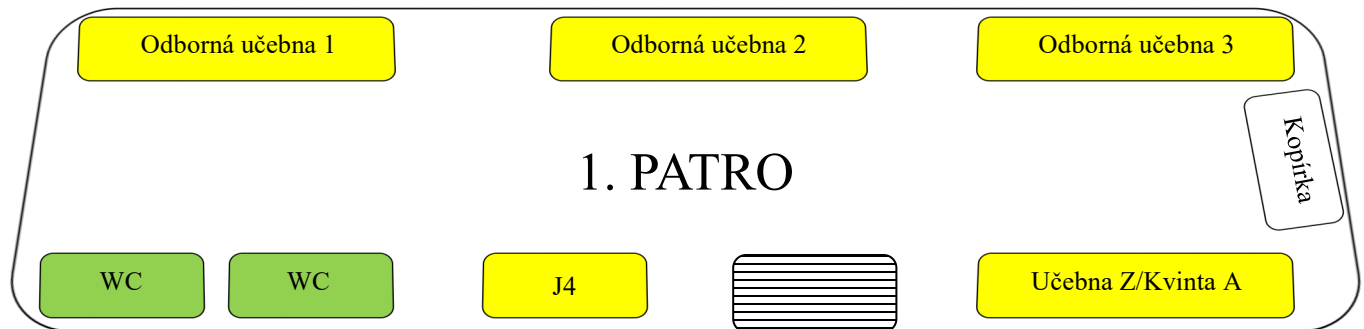 Odborná učebna 1
Odborná učebna 2
Odborná učebna 3
Kopírka
1. PATRO
WC
WC
J4
Učebna Z/Kvinta A